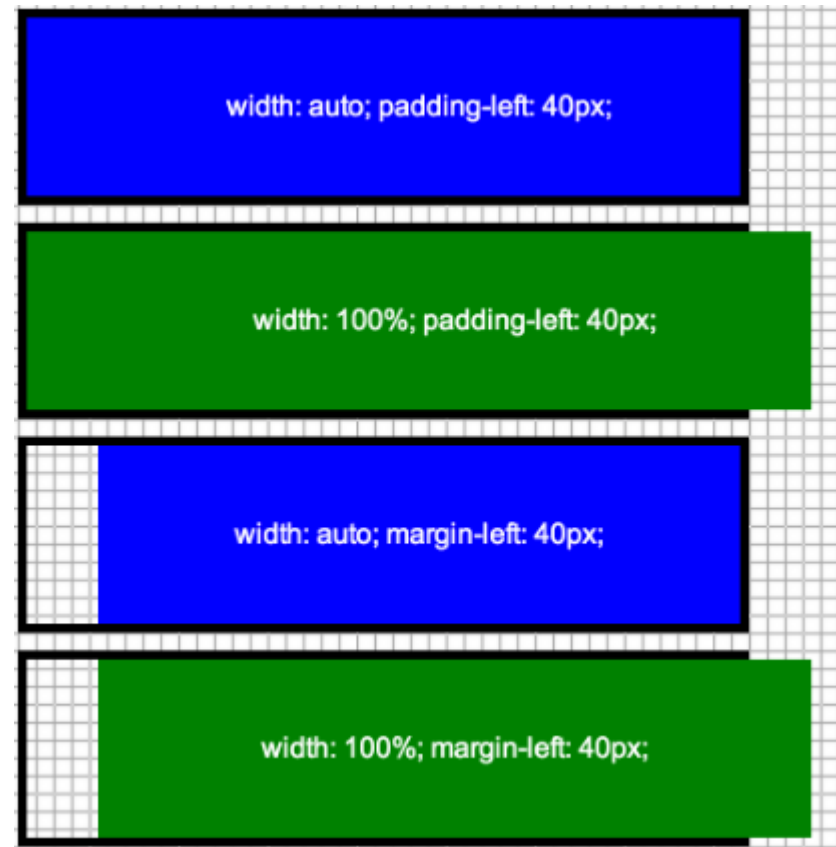 width: auto; padding-left: 40px;
width: 100%; padding-left: 40px;
width: auto; margin-left: 40px;
width: 100%; margin-left: 40px;